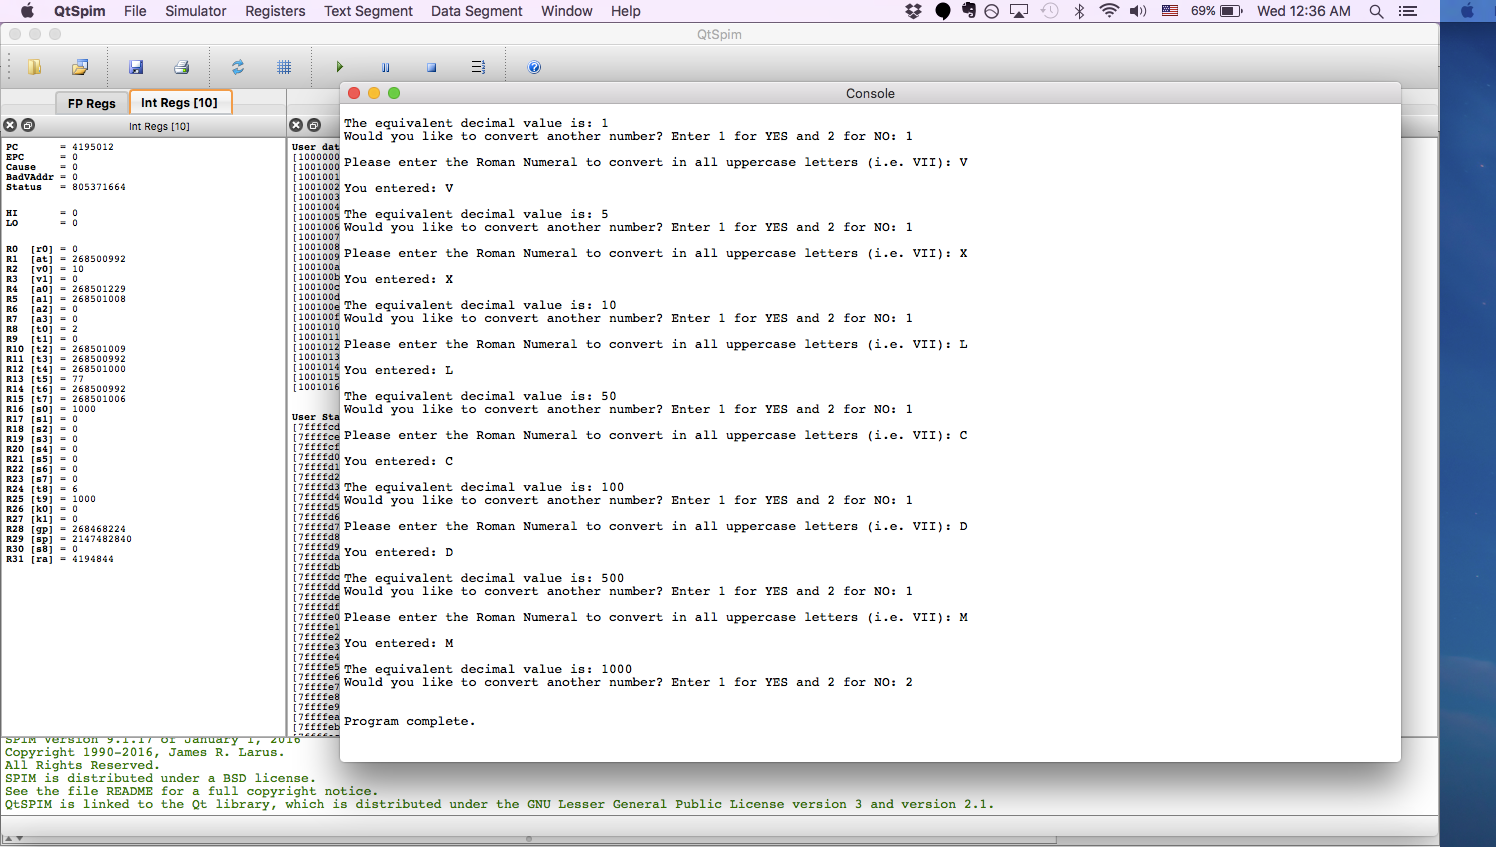 QtSpim File Simulator Registers Text Segment Data Segment Window Help 69% Wed 12:36 AM
QtSpim
FP Regs Int Regs [10]
Int Regs [10]
PC = 4195012
EPC = 0
Cause = 0
BadVAddr = 0
Status = 805371664
HI = 0
LO = 0
R0 [r0] = 0
R1 [at] = 268500992
R2 [v0] = 10
R3 [v1] = 0
R4 [a0] = 268501229
R5 [a1] = 268501008
R6 [a2] = 0
R7 [a3] = 0
R8 [t0] = 2
R9 [t1] = 0
R10 [t2] = 268501009
R11 [t3] = 268500992
R12 [t4] = 268501000
R13 [t5] = 77
R14 [t6] = 268500992
R15 [t7] = 268501006
R16 [s0] = 1000
R17 [s1] = 0
R18 [s2] = 0
R19 [s3] = 0
R20 [s4] = 0
R21 [s5] = 0
R22 [s6] = 0
R23 [s7] = 0
R24 [t8] = 6
R25 [t9] = 1000
R26 [k0] = 0
R27 [k1] = 0
R28 [gp] = 268468224
R29 [sp] = 2147482840
R30 [s8] = 0
R31 [ra] = 4194844
User dat
[1000000
[1001000
[1001001
[1001002
[1001003
[1001004
[1001005
[1001006
[1001007
[1001008
[1001009
[100100a
[100100b
[100100c
[100100d
[100100e
[100100f
[1001010
[1001011
[1001012
[1001013
[1001014
[1001015
[1001016
User Sta
[7ffffcd
[7ffffce
[7ffffcf
[7ffffd0
[7ffffd1
[7ffffd2
[7ffffd3
[7ffffd4
[7ffffd5
[7ffffd6
[7ffffd7
[7ffffd8
[7ffffd9
[7ffffda
[7ffffdb
[7ffffdc
[7ffffdd
[7ffffde
[7ffffdf
[7ffffe0
[7ffffe1
[7ffffe2
[7ffffe3
[7ffffe4
[7ffffe5
[7ffffe6
[7ffffe7
[7ffffe8
[7ffffe9
[7ffffea
[7ffffeb
Console
The equivalent decimal value is: 1
Would you like to convert another number? Enter 1 for YES and 2 for NO: 1
Please enter the Roman Numeral to convert in all uppercase letters (i.e. VII): V
You entered: V
The equivalent decimal value is: 5
Would you like to convert another number? Enter 1 for YES and 2 for NO: 1
Please enter the Roman Numeral to convert in all uppercase letters (i.e. VII): X
You entered: X
The equivalent decimal value is: 10
Would you like to convert another number? Enter 1 for YES and 2 for NO: 1
Please enter the Roman Numeral to convert in all uppercase letters (i.e. VII): L
You entered: L
The equivalent decimal value is: 50
Would you like to convert another number? Enter 1 for YES and 2 for NO: 1
Please enter the Roman Numeral to convert in all uppercase letters (i.e. VII): C
You entered: C
The equivalent decimal value is: 100
Would you like to convert another number? Enter 1 for YES and 2 for NO: 1
Please enter the Roman Numeral to convert in all uppercase letters (i.e. VII): D
You entered: D
The equivalent decimal value is: 500
Would you like to convert another number? Enter 1 for YES and 2 for NO: 1
Please enter the Roman Numeral to convert in all uppercase letters (i.e. VII): M
You entered: M
The equivalent decimal value is: 1000
Would you like to convert another number? Enter 1 for YES and 2 for NO: 2
Program complete.
SPIM Version 9.1.17 of January 1, 2016
Copyright 1990-2016, James R. Larus.
All Rights Reserved.
SPIM is distributed under a BSD license.
See the file README for a full copyright notice.
QtSPIM is linked to the Qt library, which is distributed under the GNU Lesser General Public License version 3 and version 2.1.